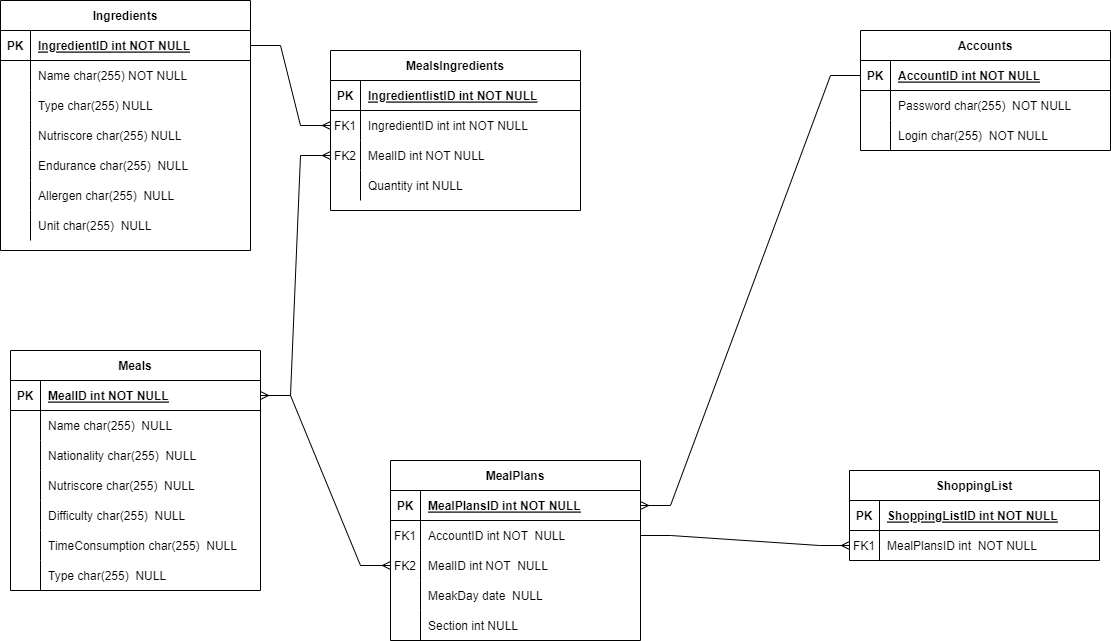 Ingredients
PK IngredientID int NOT NULL
Name char(255) NOT NULL
Type char(255) NULL
Nutriscore char(255) NULL
Endurance char(255) NULL
Allergen char(255) NULL
Unit char(255) NULL
MealsIngredients
PK IngredientlistID int NOT NULL
FK1 IngredientID int int NOT NULL
FK2 MealID int NOT NULL
Quantity int NULL
Accounts
PK AccountID int NOT NULL
Password char(255) NOT NULL
Login char(255) NOT NULL
Meals
PK MealID int NOT NULL
Name char(255) NULL
Nationality char(255) NULL
Nutriscore char(255) NULL
Difficulty char(255) NULL
TimeConsumption char(255) NULL
Type char(255) NULL
MealPlans
PK MealPlansID int NOT NULL
FK1 AccountID int NOT NULL
FK2 MealID int NOT NULL
MeakDay date NULL
Section int NULL
ShoppingList
PK ShoppingListID int NOT NULL
FK1 MealPlansID int NOT NULL